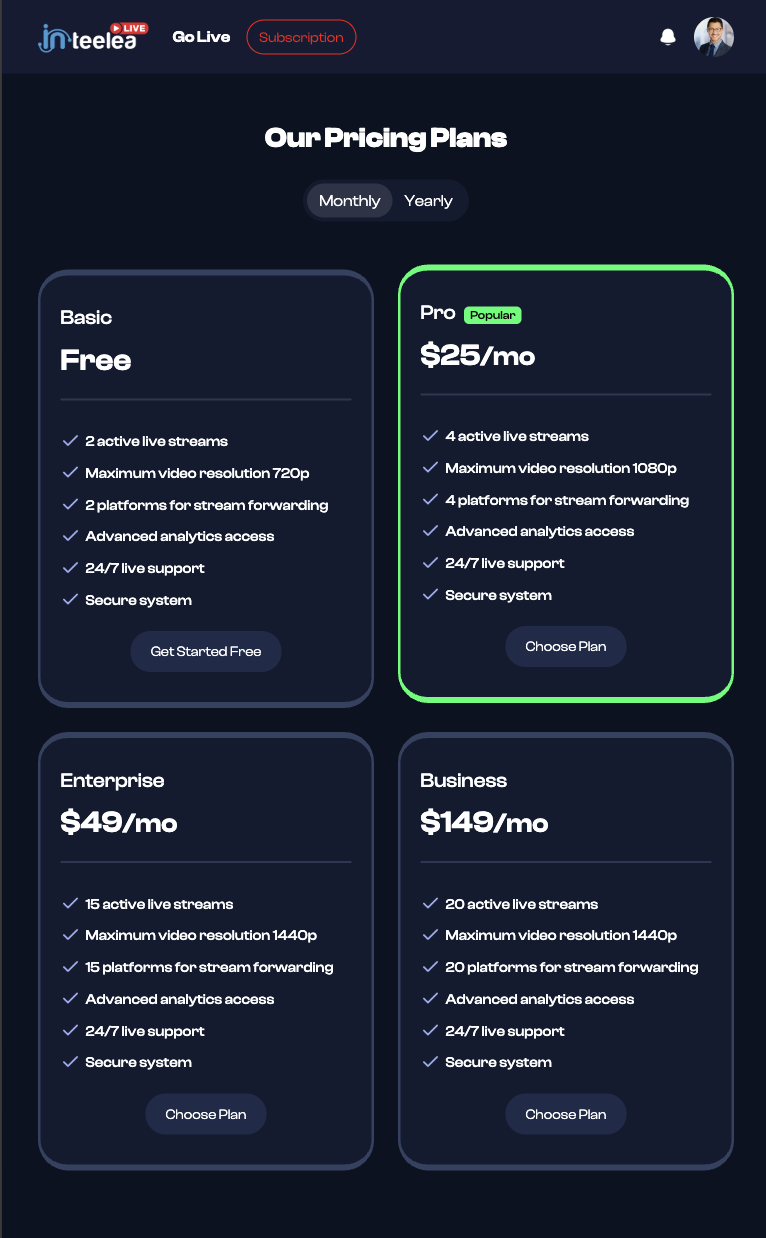 inteelea LIVE
Go Live
Subscription
Our Pricing Plans
Monthly
Yearly
Basic
Free
2 active live streams
Maximum video resolution 720p
2 platforms for stream forwarding
Advanced analytics access
24/7 live support
Secure system
Get Started Free
Pro
Popular
$25/mo
4 active live streams
Maximum video resolution 1080p
4 platforms for stream forwarding
Advanced analytics access
24/7 live support
Secure system
Choose Plan
Enterprise
$49/mo
15 active live streams
Maximum video resolution 1440p
15 platforms for stream forwarding
Advanced analytics access
24/7 live support
Secure system
Choose Plan
Business
$149/mo
20 active live streams
Maximum video resolution 1440p
20 platforms for stream forwarding
Advanced analytics access
24/7 live support
Secure system
Choose Plan